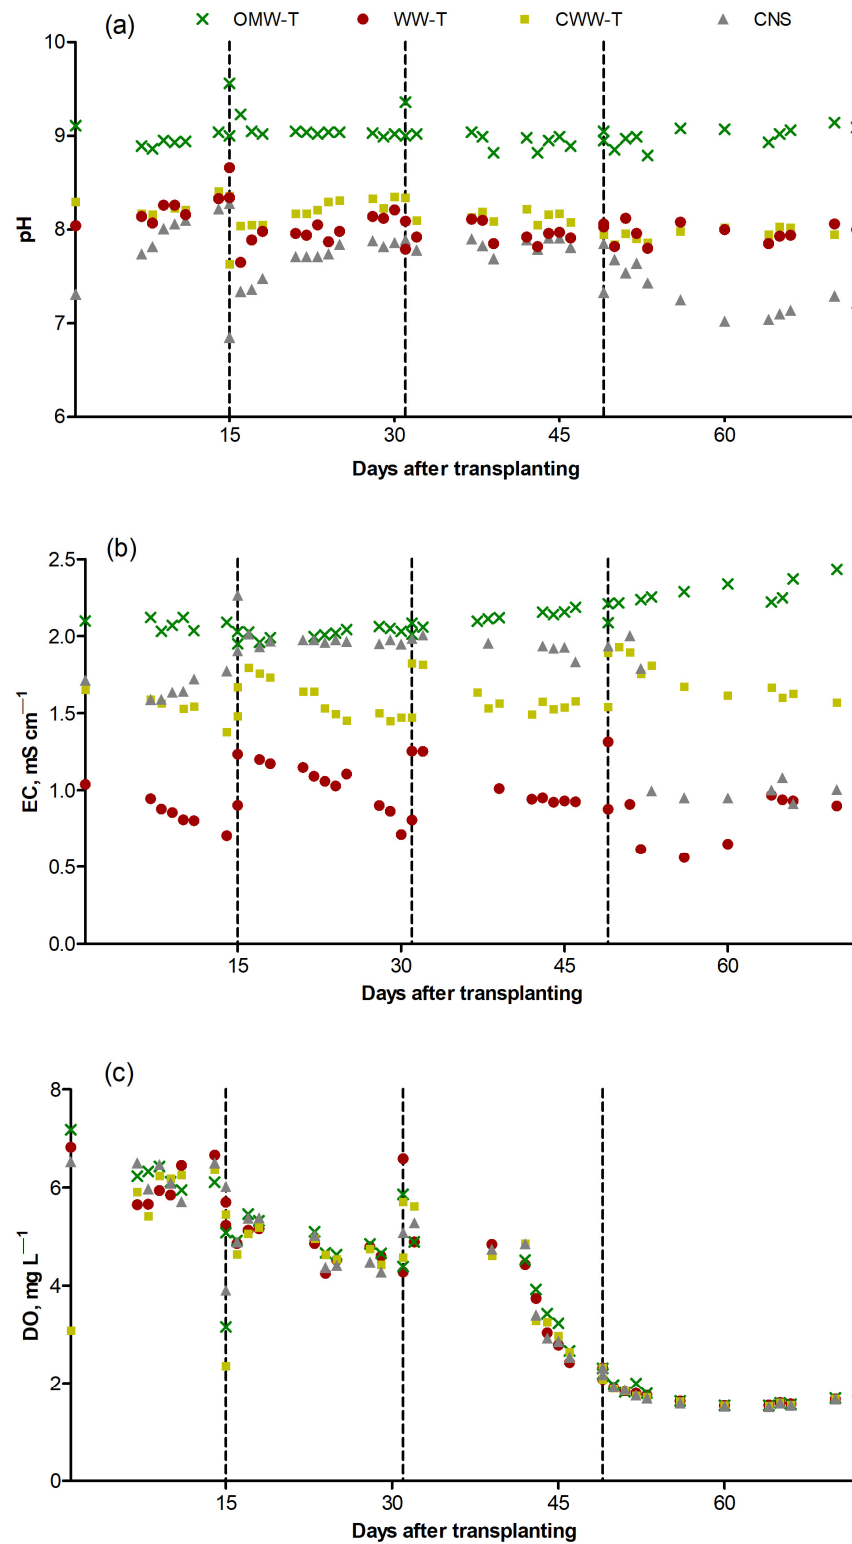 (a)
OMW-T WW-T CWW-T CNS
10
9
8
7
6
pH
15 30 45 60
Days after transplanting
(b)
2.5
2.0
1.5
1.0
0.5
0.0
EC, mS cm—1
15 30 45 60
Days after transplanting
(c)
8
6
4
2
0
DO, mg L—1
15 30 45 60
Days after transplanting